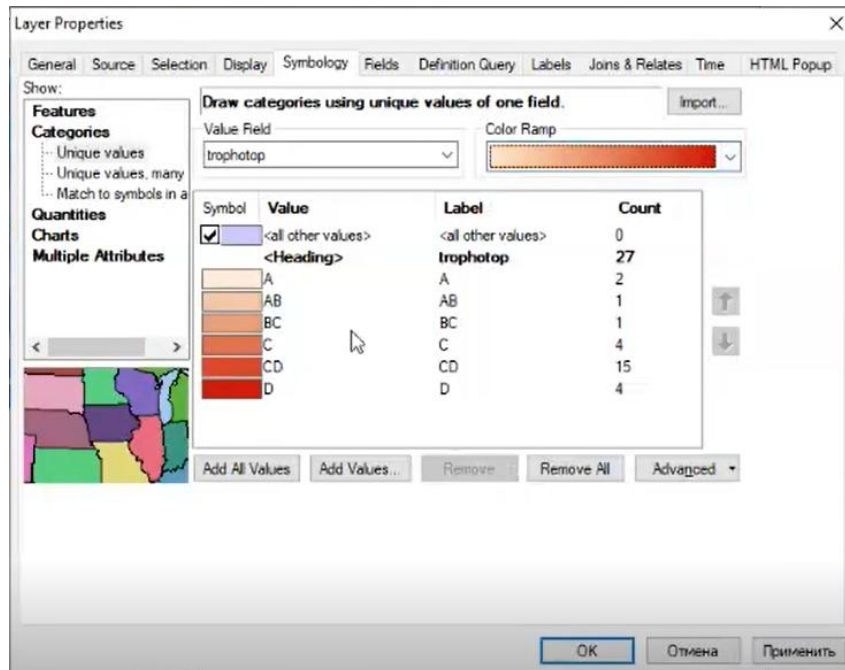 Layer Properties
General Source Selection Display Symbology Fields Definition Query Labels Joins & Relates Time HTML Popup
Show:
Features
Categories
Unique values
Unique values, many
Match to symbols in a
Quantities
Charts
Multiple Attributes
Draw categories using unique values of one field.
Import...
Value Field
trophotop
Color Ramp
Symbol Value Label Count
<all other values> <all other values> 0
<Heading> trophotop 27
A A 2
AB AB 1
BC BC 1
C C 4
CD CD 15
D D 4
Add All Values Add Values... Remove Remove All Advanced
OK Отмена Применить